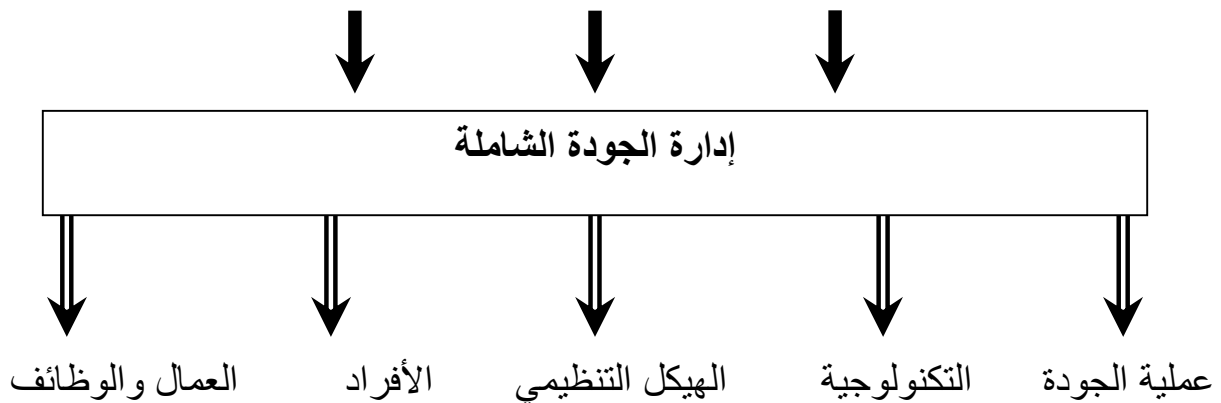 إدارة الجودة الشاملة
عملية الجودة التكنولوجية الهيكل التنظيمي الأفراد العمال والوظائف